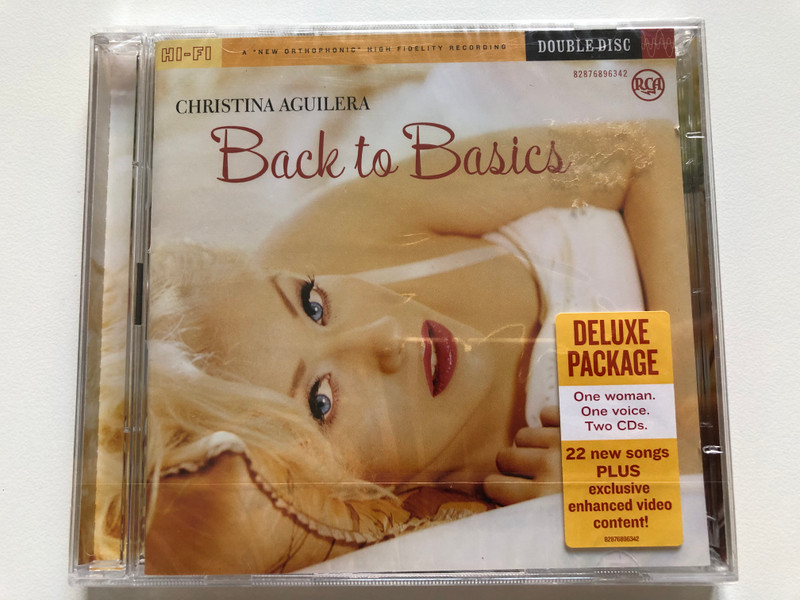 HI-FI
A "NEW ORTHOPHONIC" HIGH FIDELITY RECORDING
DOUBLE DISC
82876896342
RCA
CHRISTINA AGUILERA
Back to Basics
DELUXE
PACKAGE
One woman.
One voice.
Two CDs.
22 new songs
PLUS
exclusive
enhanced video
content!
82876896342